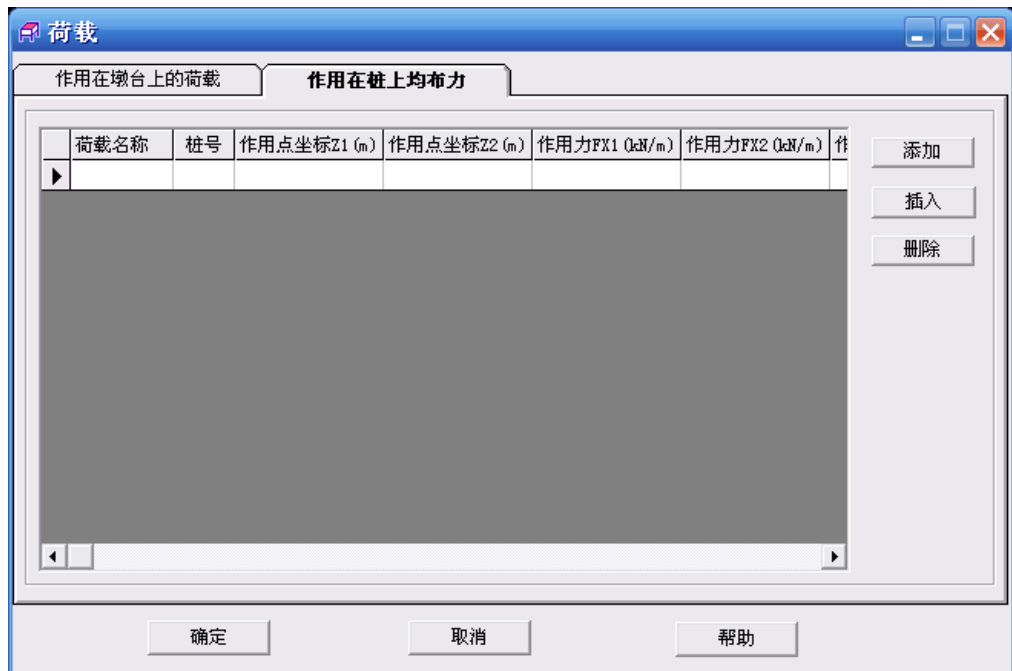 荷载
作用在墩台上的荷载 作用在桩上均布力
荷载名称 桩号 作用点坐标Z1(m) 作用点坐标Z2(m) 作用力FX1(kN/m) 作用力FX2(kN/m) 作
添加
插入
删除
确定 取消 帮助